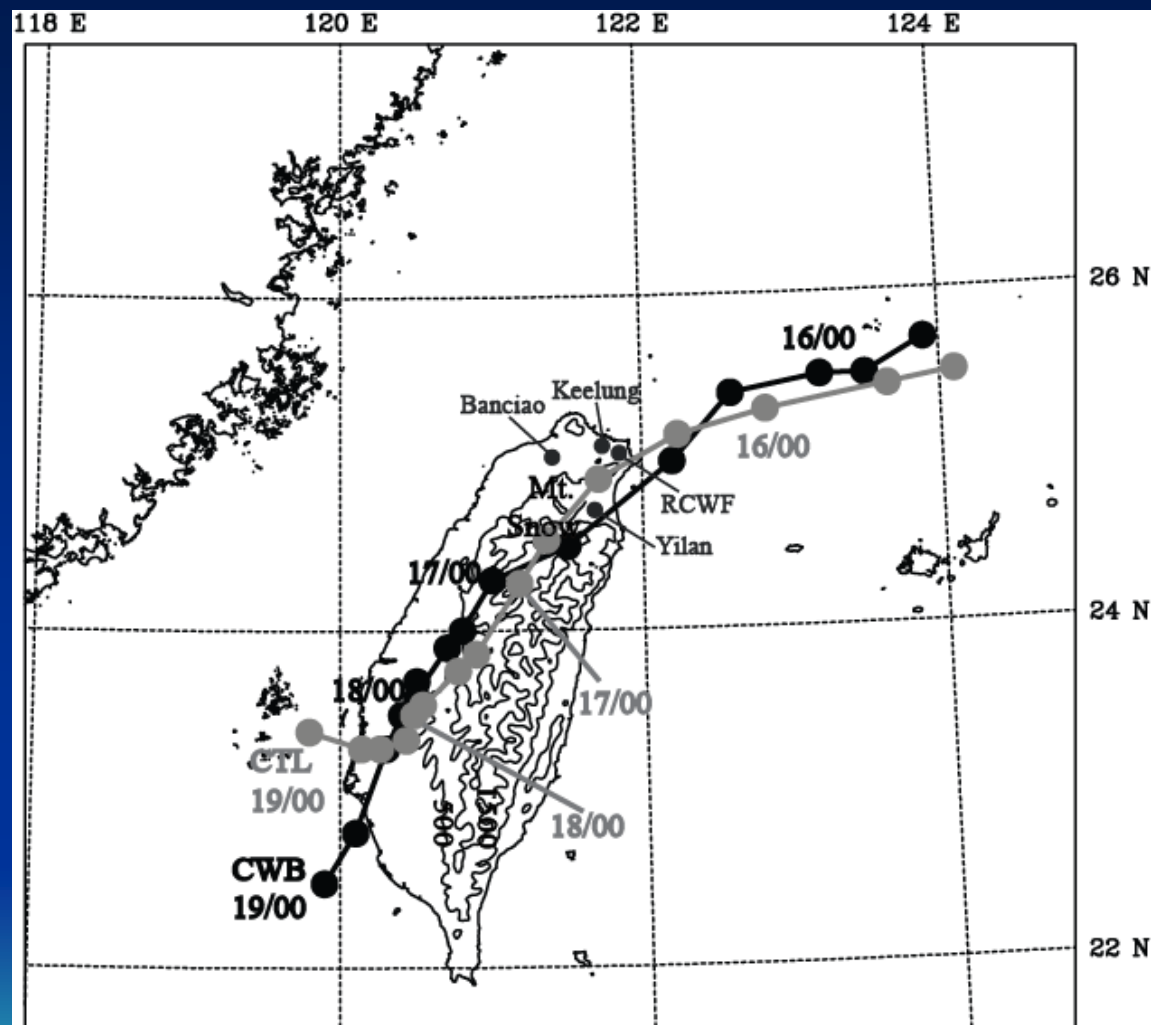 118 E
120 E
122 E
124 E
26 N
16/00
Keelung
Banciao
16/00
Mt.
RCWF
Snow
Yilan
17/00
24 N
18/00
17/00
CTL
19/00
500
1500
18/00
CWB
19/00
22 N